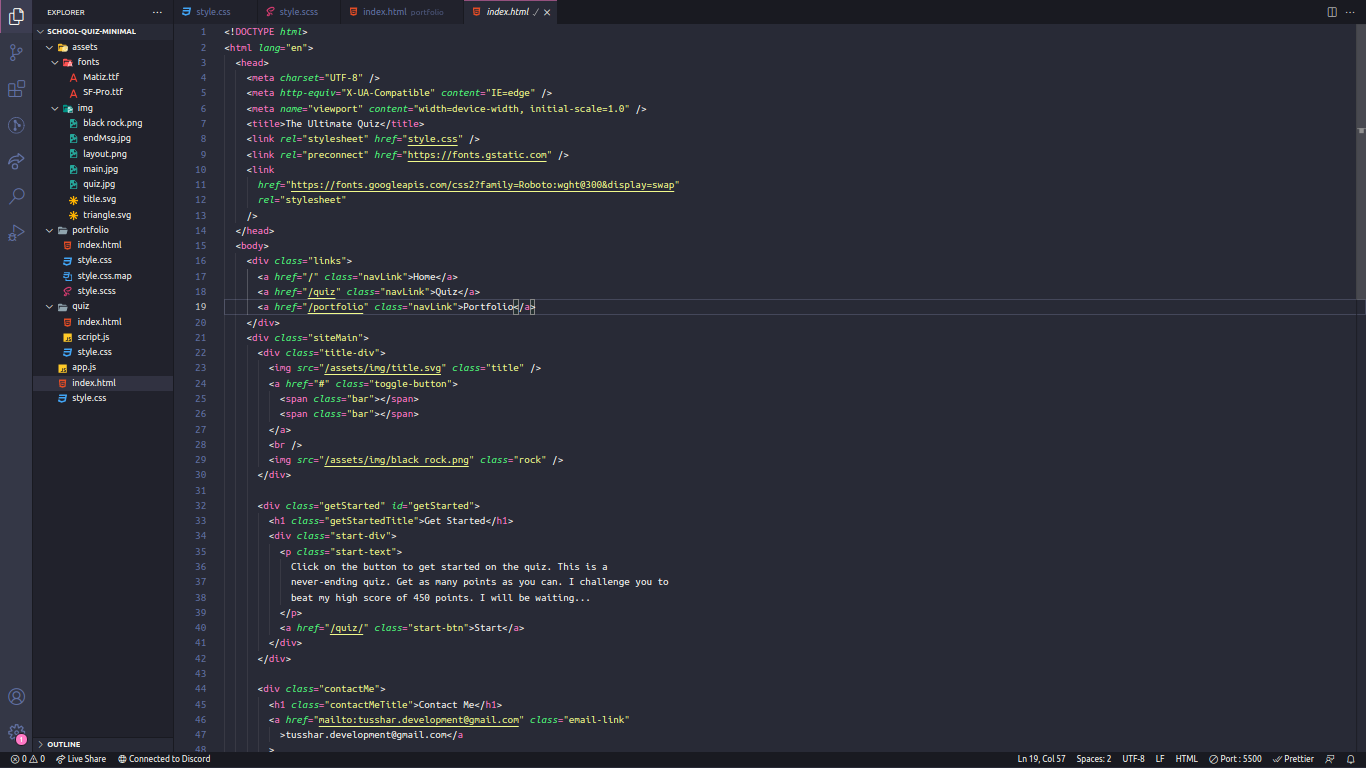 EXPLORER
style.css
style.scss
index.html portfolio
index.html
SCHOOL-QUIZ-MINIMAL
assets
fonts
Matiz.ttf
SF-Pro.ttf
img
black rock.png
endMsg.jpg
layout.png
main.jpg
quiz.jpg
title.svg
triangle.svg
portfolio
index.html
style.css
style.css.map
style.scss
quiz
index.html
script.js
style.css
app.js
index.html
style.css
OUTLINE
1 <!DOCTYPE html>
2 <html lang="en">
3 <head>
4 <meta charset="UTF-8" />
5 <meta http-equiv="X-UA-Compatible" content="IE=edge" />
6 <meta name="viewport" content="width=device-width, initial-scale=1.0" />
7 <title>The Ultimate Quiz</title>
8 <link rel="stylesheet" href="style.css" />
9 <link rel="preconnect" href="https://fonts.gstatic.com" />
10 <link
11 href="https://fonts.googleapis.com/css2?family=Roboto:wght@300&display=swap"
12 rel="stylesheet"
13 />
14 </head>
15 <body>
16 <div class="links">
17 <a href="/" class="navLink">Home</a>
18 <a href="/quiz" class="navLink">Quiz</a>
19 <a href="/portfolio" class="navLink">Portfolio</a>
20 </div>
21 <div class="siteMain">
22 <div class="title-div">
23 <img src="/assets/img/title.svg" class="title" />
24 <a href="#" class="toggle-button">
25 <span class="bar"></span>
26 <span class="bar"></span>
27 </a>
28 <br />
29 <img src="/assets/img/black rock.png" class="rock" />
30 </div>
31
32 <div class="getStarted" id="getStarted">
33 <h1 class="getStartedTitle">Get Started</h1>
34 <div class="start-div">
35 <p class="start-text">
36 Click on the button to get started on the quiz. This is a
37 never-ending quiz. Get as many points as you can. I challenge you to
38 beat my high score of 450 points. I will be waiting...
39 </p>
40 <a href="/quiz/" class="start-btn">Start</a>
41 </div>
42 </div>
43
44 <div class="contactMe">
45 <h1 class="contactMeTitle">Contact Me</h1>
46 <a href="mailto:tusshar.development@gmail.com" class="email-link"
47 >tusshar.development@gmail.com</a
48 >
1
0 0 Live Share Connected to Discord Ln 19, Col 57 Spaces: 2 UTF-8 LF HTML Port : 5500 Prettier